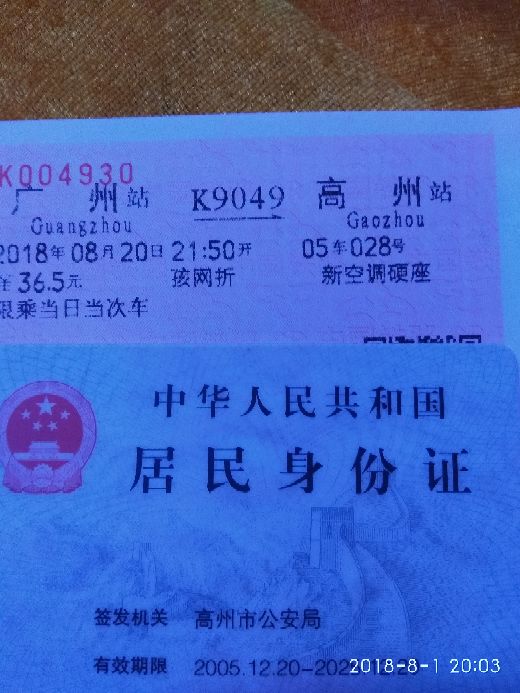 K004930
广州站 K9049 高州站
Guangzhou Gaozhou
2018年08月20日 21:50开 05车028号
36.5元 孩网折 新空调硬座
限乘当日当次车
中华人民共和国
居民身份证
签发机关 高州市公安局
有效期限 2005.12.20-202
2018-8-1 20:03